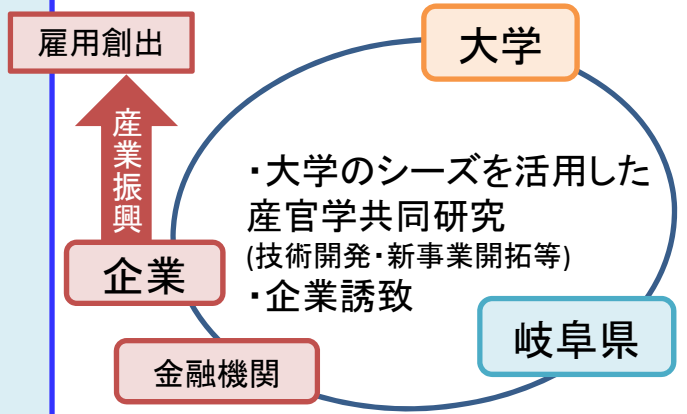 雇用創出
大学
産業振興
・大学のシーズを活用した
産官学共同研究
(技術開発・新事業開拓等)
・企業誘致
企業
岐阜県
金融機関